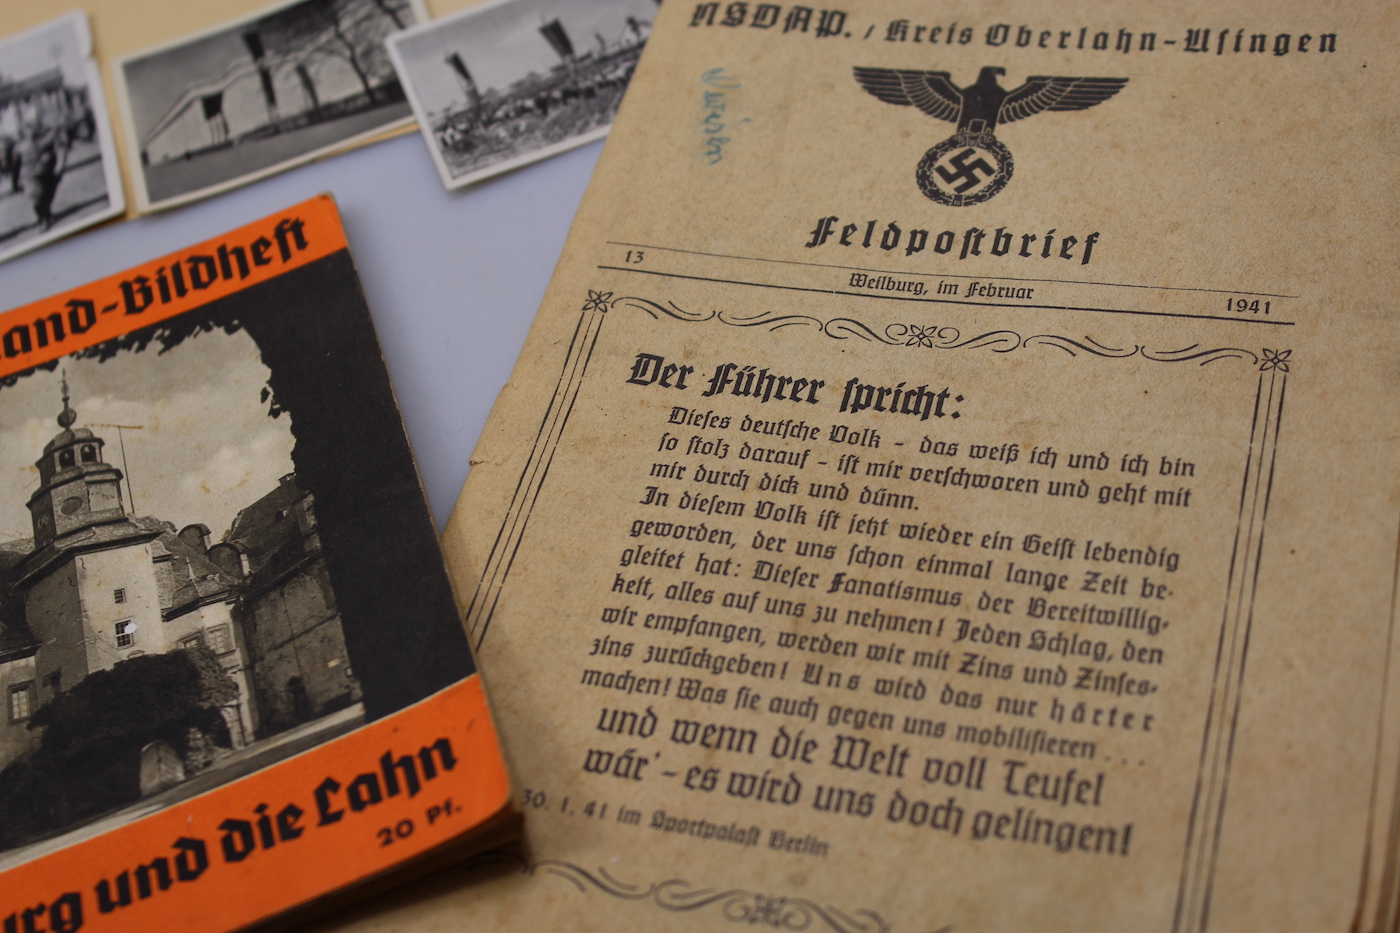 NSDAP. / Kreis Oberlahn-Usingen
Feldpostbrief
13
Weilburg, im Februar
1941
Der Führer spricht:
Dieses deutsche Volk – das weiß ich und ich bin
so stolz darauf – ist mir verschworen und geht mit
mir durch dick und dünn.
In diesem Volk ist jetzt wieder ein Geist lebendig
geworden, der uns schon einmal lange Zeit be-
gleitet hat: Dieser Fanatismus der Bereitwillig-
keit, alles auf uns zu nehmen! Jeden Schlag, den
wir empfangen, werden wir mit Zins und Zinses-
zins zurückgeben! Uns wird das nur härter
machen! Was sie auch gegen uns mobilisieren . . .
und wenn die Welt voll Teufel
wär' – es wird uns doch gelingen!
30. 1. 41 im Sportpalast Berlin
and-Bildheft
urg und die Lahn
20 Pf.